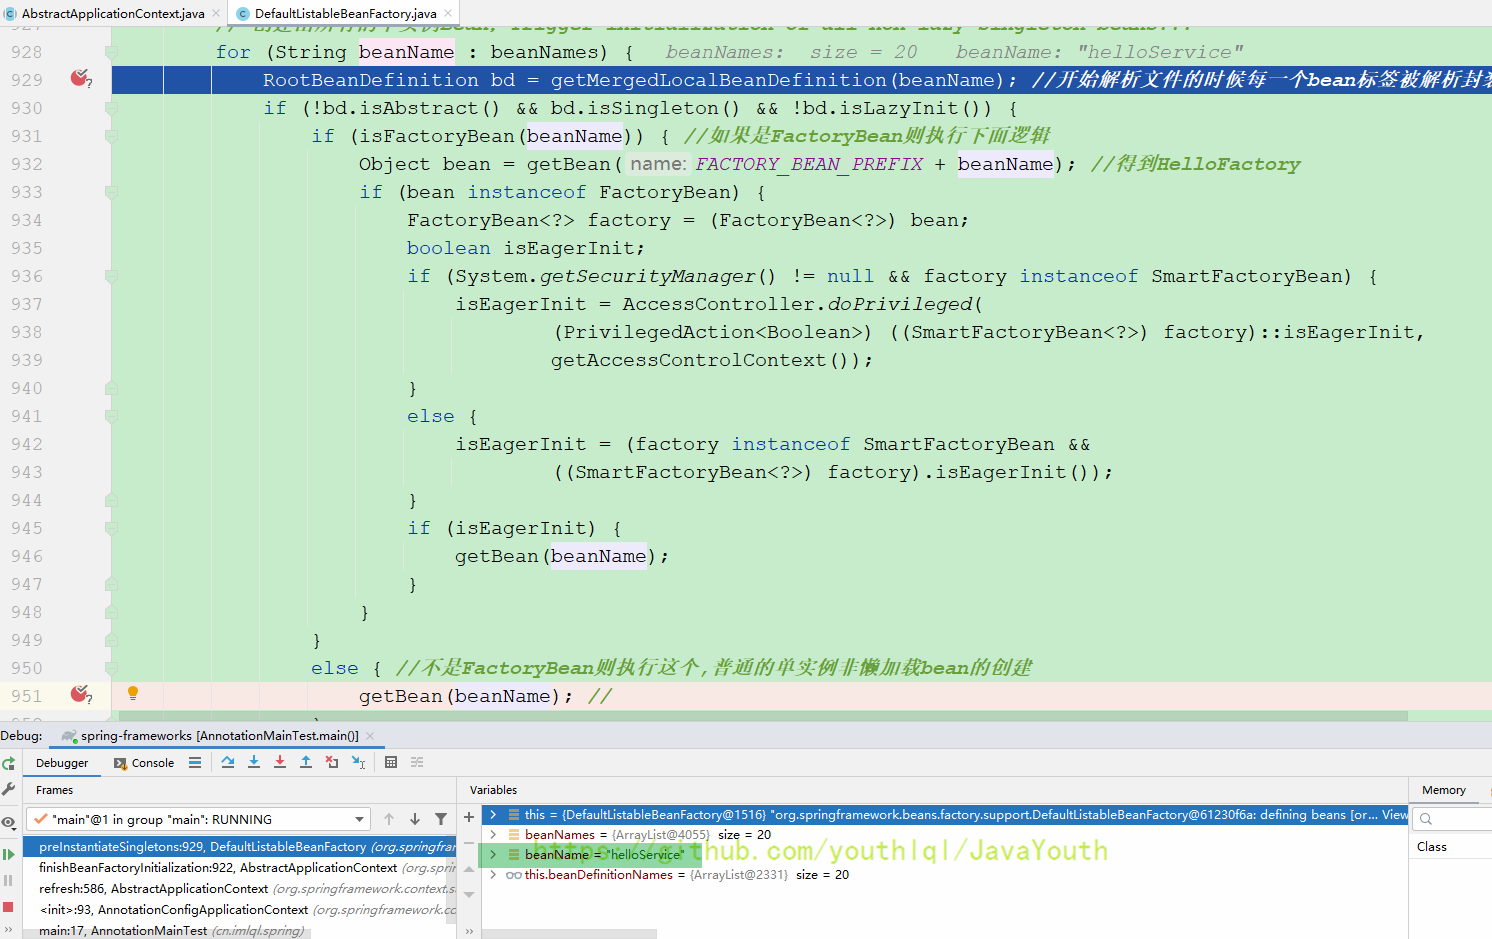 AbstractApplicationContext.java
DefaultListableBeanFactory.java
928 for (String beanName : beanNames) { beanNames: size = 20 beanName: "helloService"
929 RootBeanDefinition bd = getMergedLocalBeanDefinition(beanName); //开始解析文件的时候每一个bean标签被解析封装
930 if (!bd.isAbstract() && bd.isSingleton() && !bd.isLazyInit()) {
931 if (isFactoryBean(beanName)) { //如果是FactoryBean则执行下面逻辑
932 Object bean = getBean( name: FACTORY_BEAN_PREFIX + beanName); //得到HelloFactory
933 if (bean instanceof FactoryBean) {
934 FactoryBean<?> factory = (FactoryBean<?>) bean;
935 boolean isEagerInit;
936 if (System.getSecurityManager() != null && factory instanceof SmartFactoryBean) {
937 isEagerInit = AccessController.doPrivileged(
938 (PrivilegedAction<Boolean>) ((SmartFactoryBean<?>) factory)::isEagerInit,
939 getAccessControlContext());
940 }
941 else {
942 isEagerInit = (factory instanceof SmartFactoryBean &&
943 ((SmartFactoryBean<?>) factory).isEagerInit());
944 }
945 if (isEagerInit) {
946 getBean(beanName);
947 }
948 }
949 }
950 else { //不是FactoryBean则执行这个,普通的单实例非懒加载bean的创建
951 getBean(beanName); //
Debug: spring-frameworks [AnnotationMainTest.main()]
Debugger Console
Frames
Variables
Memory
"main"@1 in group "main": RUNNING
preInstantiateSingletons:929, DefaultListableBeanFactory (org.springfram
finishBeanFactoryInitialization:922, AbstractApplicationContext (org.sprin
refresh:586, AbstractApplicationContext (org.springframework.context.s
<init>:93, AnnotationConfigApplicationContext (org.springframework.co
main:17, AnnotationMainTest (cn.imlql.spring)
this = {DefaultListableBeanFactory@1516} "org.springframework.beans.factory.support.DefaultListableBeanFactory@61230f6a: defining beans [or... View
beanNames = {ArrayList@4055} size = 20
beanName = "helloService"
this.beanDefinitionNames = {ArrayList@2331} size = 20
Class
https://github.com/youthlql/JavaYouth